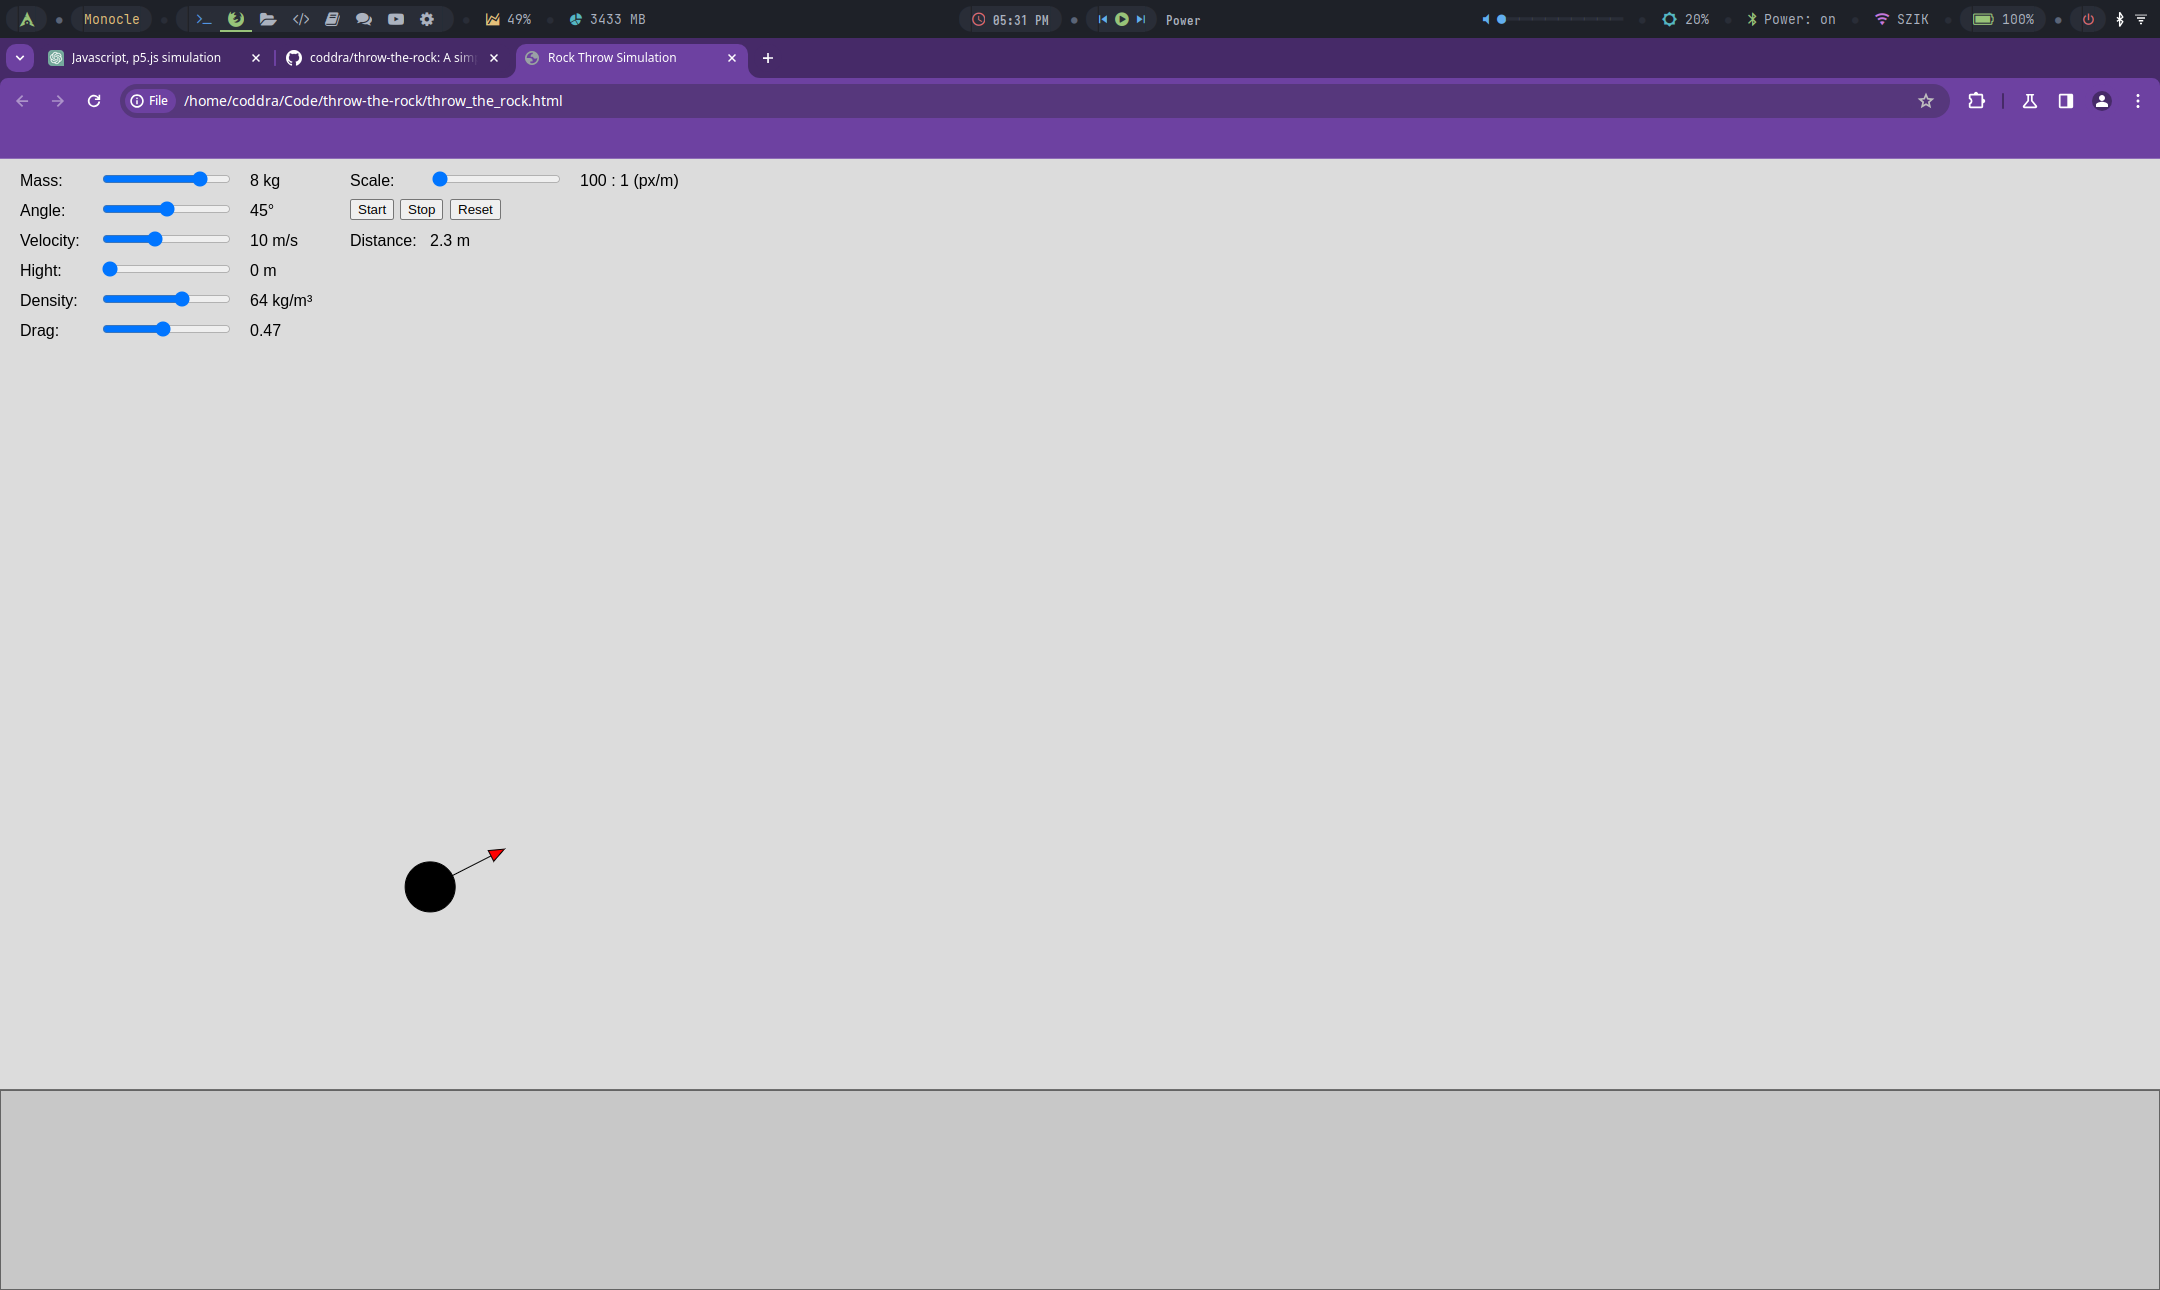 Monocle 49% 3433 MB 05:31 PM Power 20% Power: on SZIK 100%
Javascript, p5.js simulation coddra/throw-the-rock: A sim Rock Throw Simulation
File /home/coddra/Code/throw-the-rock/throw_the_rock.html
Mass: 8 kg Scale: 100 : 1 (px/m)
Angle: 45° Start Stop Reset
Velocity: 10 m/s Distance: 2.3 m
Hight: 0 m
Density: 64 kg/m³
Drag: 0.47